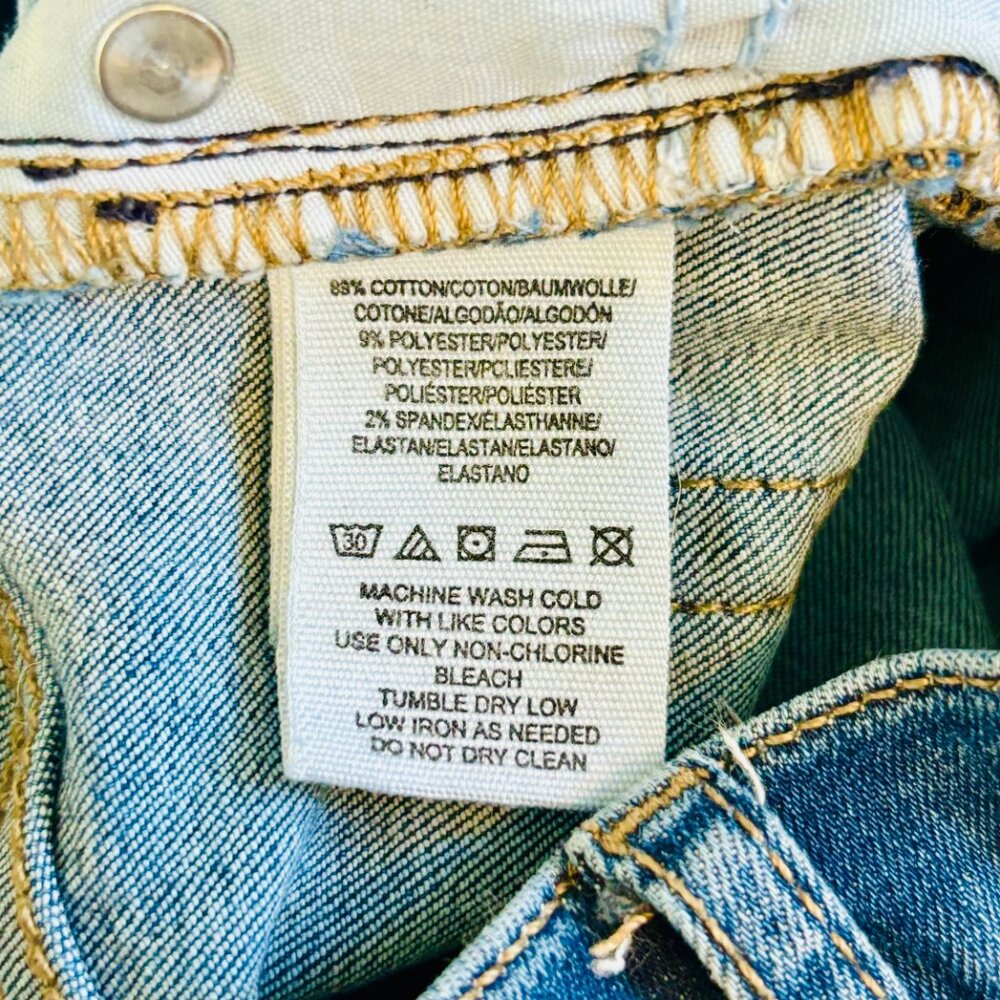 89% COTTON/COTON/BAUMWOLLE/
COTONE/ALGODÃO/ALGODÓN
9% POLYESTER/POLYESTER/
POLYESTER/POLIESTERE/
POLIÉSTER/POLIÉSTER
2% SPANDEX/ÉLASTHANNE/
ELASTAN/ELASTAN/ELASTANO/
ELASTANO
30
MACHINE WASH COLD
WITH LIKE COLORS
USE ONLY NON-CHLORINE
BLEACH
TUMBLE DRY LOW
LOW IRON AS NEEDED
DO NOT DRY CLEAN